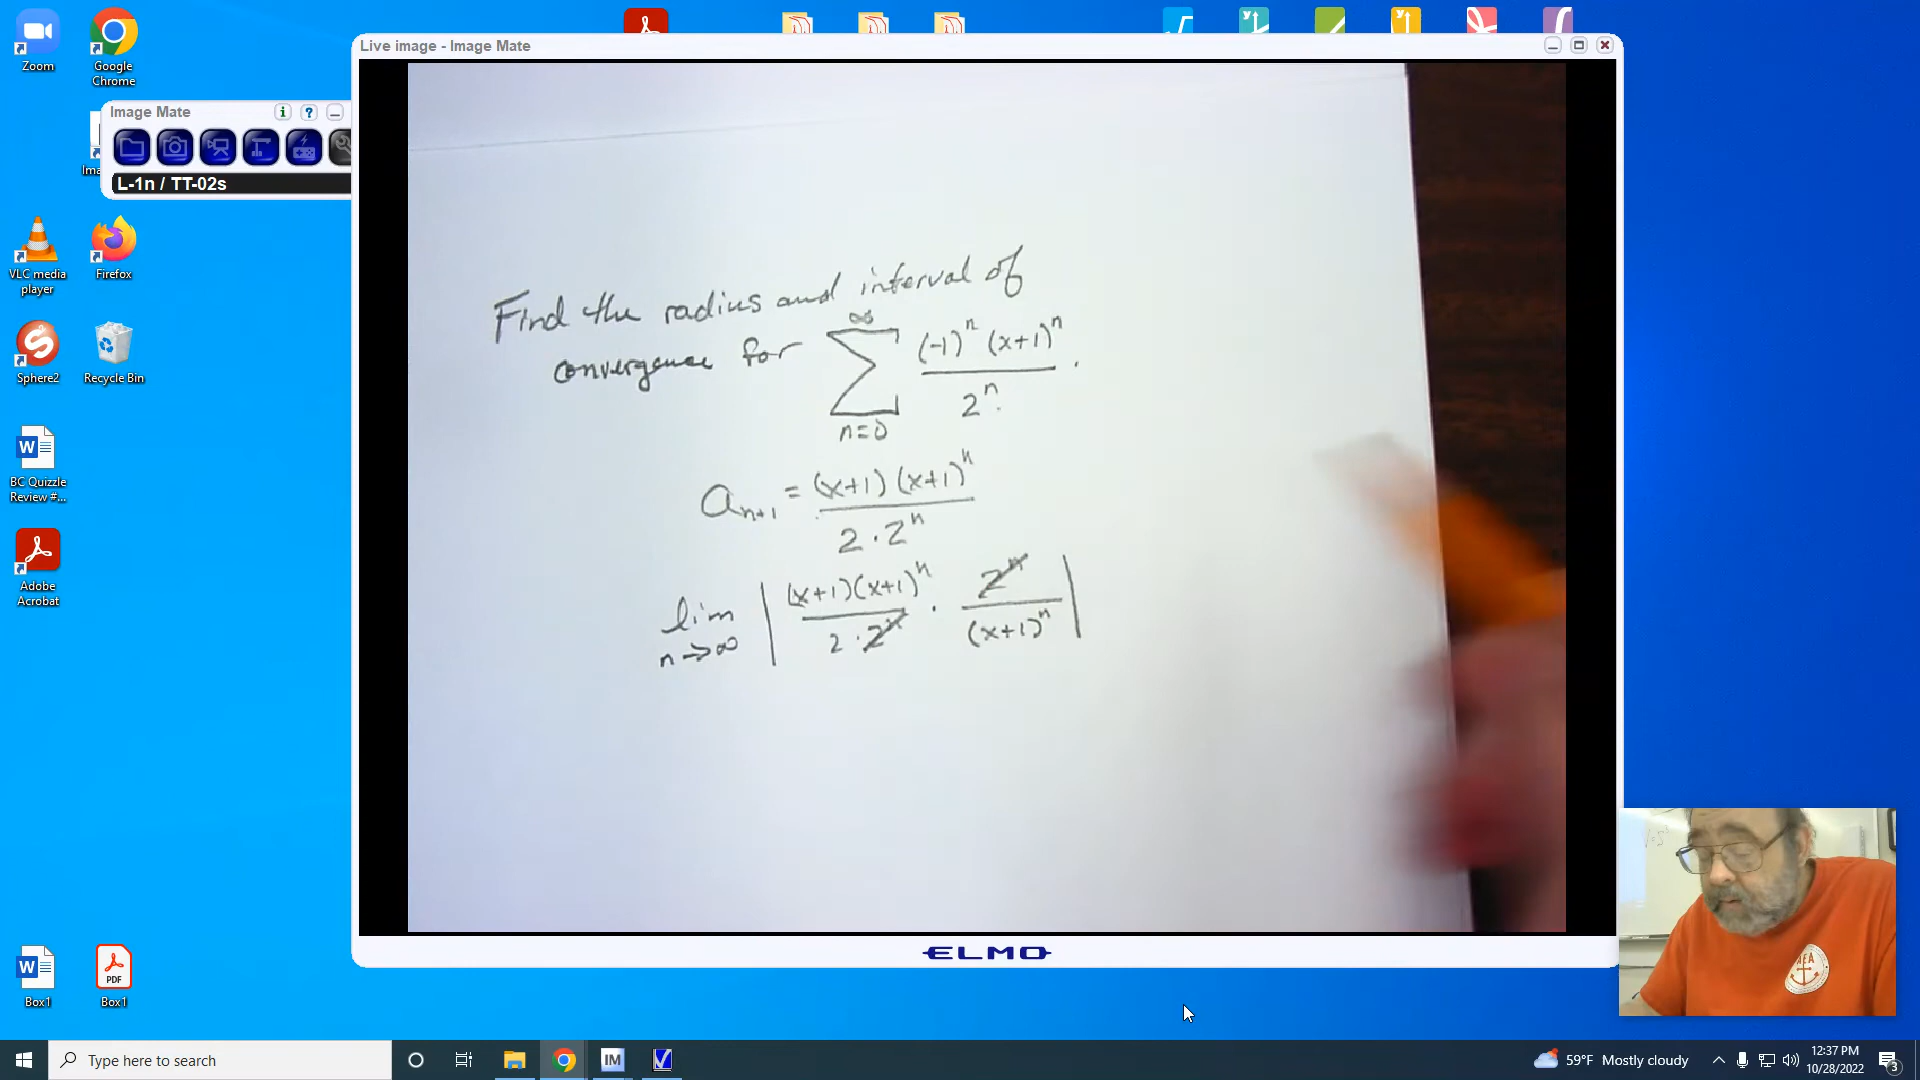 Zoom
Google Chrome
Live image - Image Mate
Image Mate
L-1n / TT-02s
VLC media player
Firefox
Sphere2
Recycle Bin
BC Quizzle Review #...
Adobe Acrobat
Box1
PDF
Box1
Find the radius and interval of
convergence for ∑_{n=0}^{∞} (-1)^n (x+1)^n / 2^n .
a_{n+1} = (x+1)(x+1)^n / 2·2^n
lim_{n→∞} | (x+1)(x+1)^n / 2·2^n · 2^n / (x+1)^n |
ELMO
Type here to search
IM
59°F Mostly cloudy
12:37 PM
10/28/2022
3